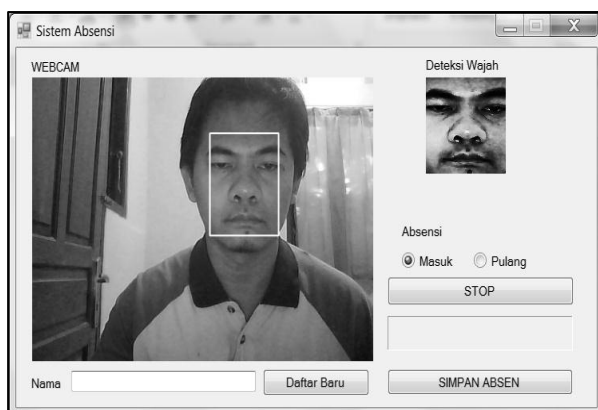 Sistem Absensi
WEBCAM
Deteksi Wajah
Absensi
Masuk Pulang
STOP
Nama Daftar Baru SIMPAN ABSEN